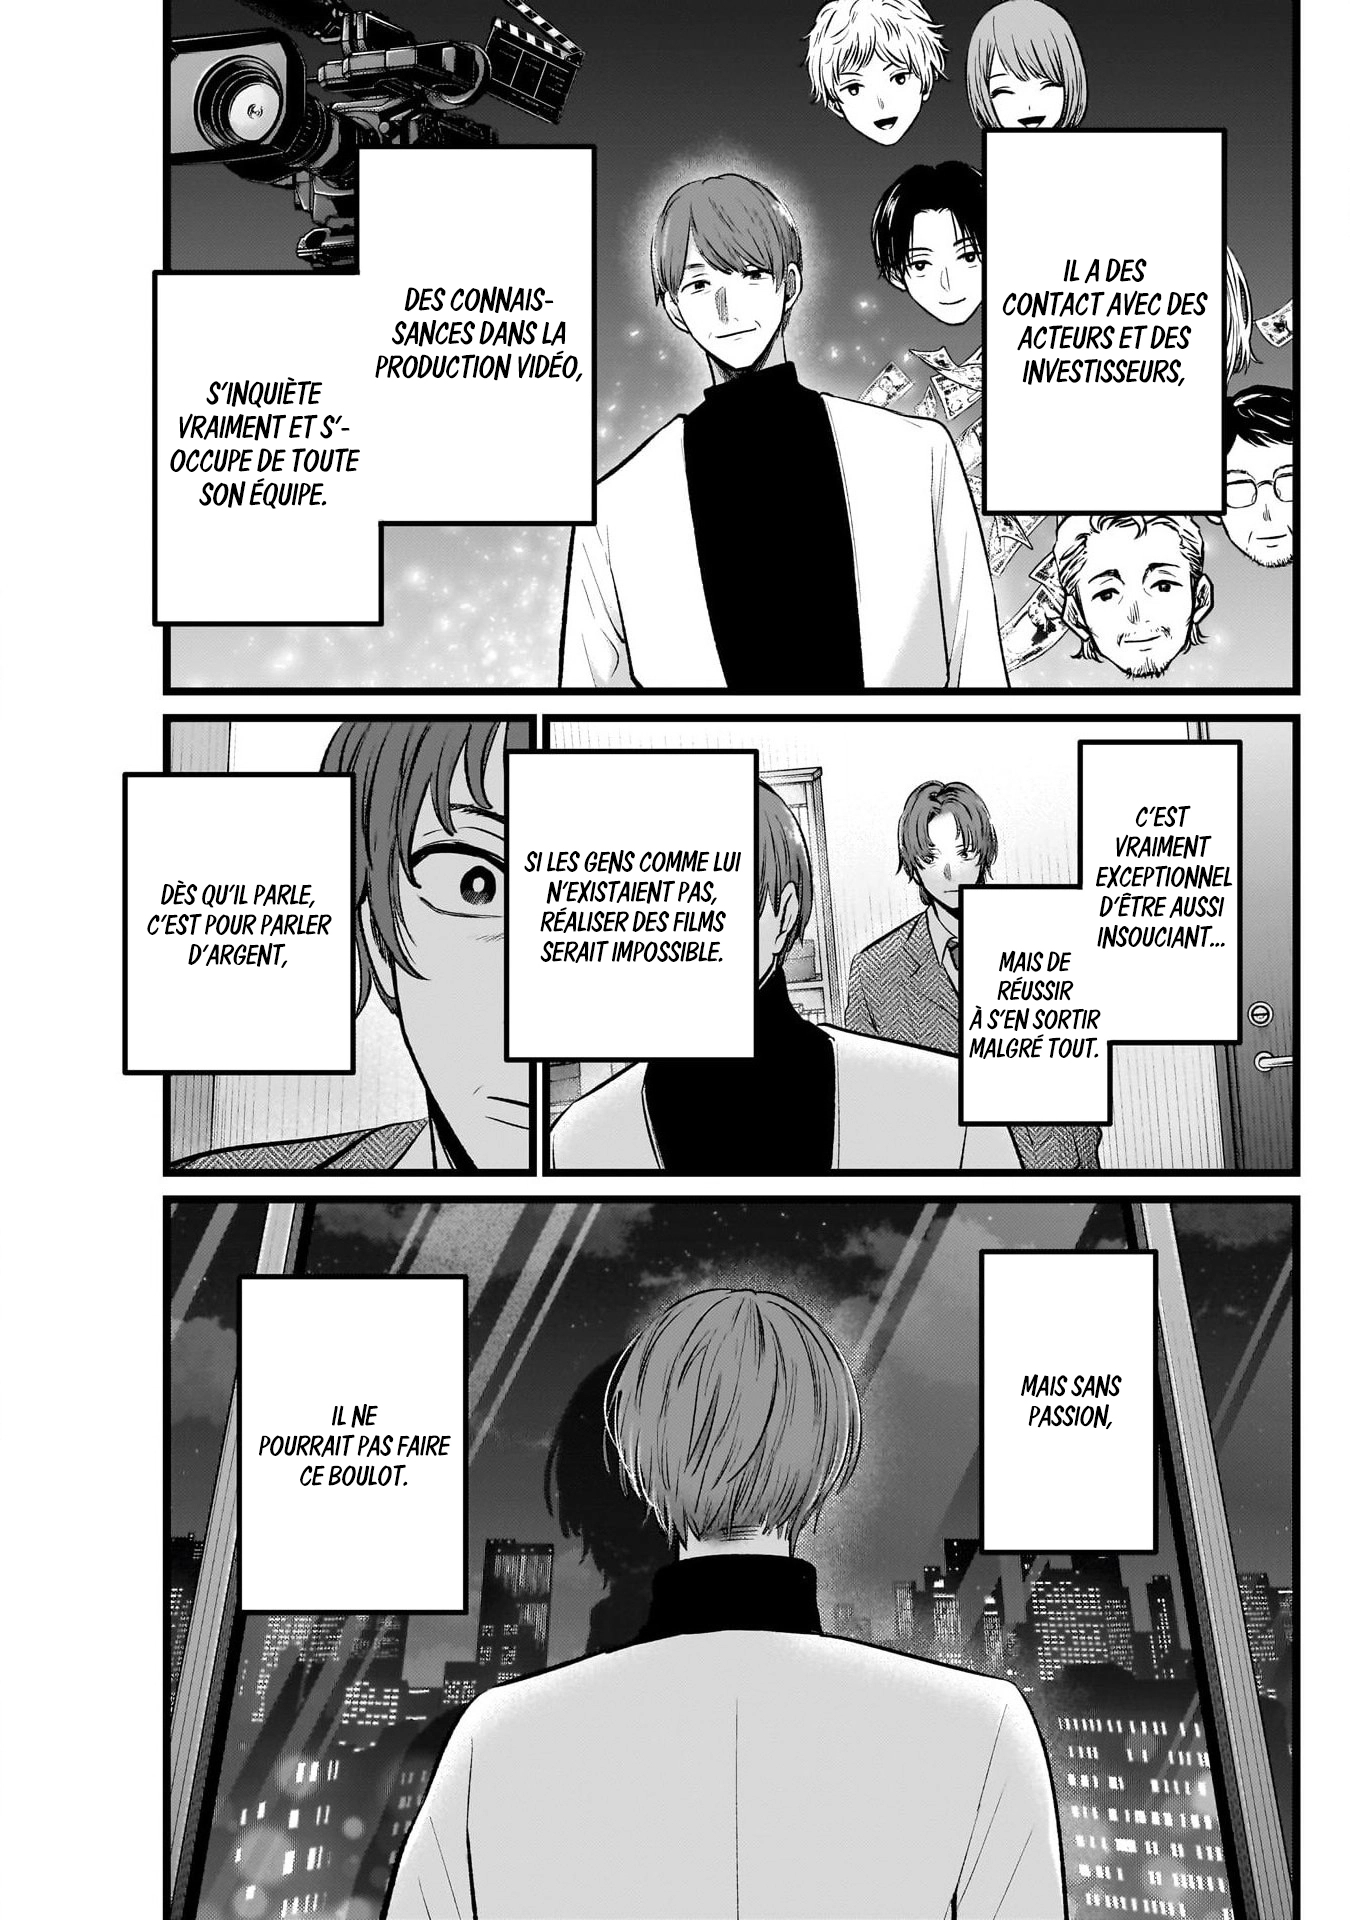 IL A DES
CONTACT AVEC DES
ACTEURS ET DES
INVESTISSEURS,
DES CONNAIS-
SANCES DANS LA
PRODUCTION VIDÉO,
S'INQUIÈTE
VRAIMENT ET S'-
OCCUPE DE TOUTE
SON ÉQUIPE.
C'EST
VRAIMENT
EXCEPTIONNEL
D'ÊTRE AUSSI
INSOUCIANT...
MAIS DE
RÉUSSIR
À S'EN SORTIR
MALGRÉ TOUT.
SI LES GENS COMME LUI
N'EXISTAIENT PAS,
RÉALISER DES FILMS
SERAIT IMPOSSIBLE.
DÈS QU'IL PARLE,
C'EST POUR PARLER
D'ARGENT,
MAIS SANS
PASSION,
IL NE
POURRAIT PAS FAIRE
CE BOULOT.